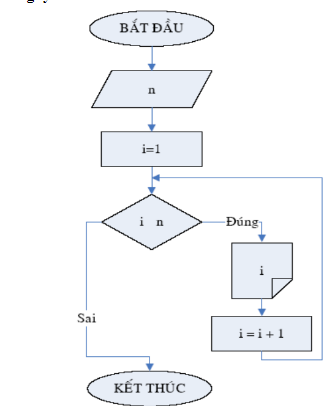 BẮT ĐẦU
n
i=1
i n
Đúng
i
Sai
i = i + 1
KẾT THÚC